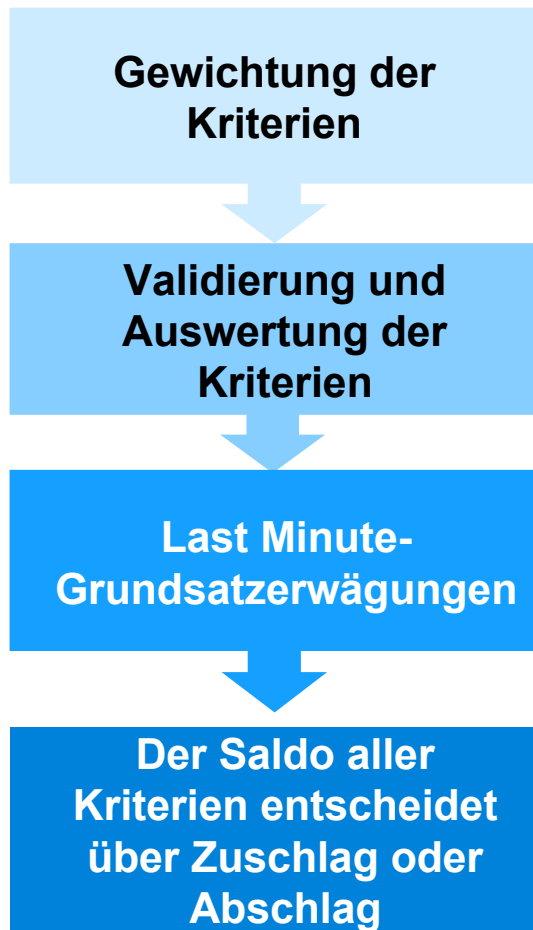 Gewichtung der
Kriterien
Validierung und
Auswertung der
Kriterien
Last Minute-
Grundsatzerwägungen
Der Saldo aller
Kriterien entscheidet
über Zuschlag oder
Abschlag